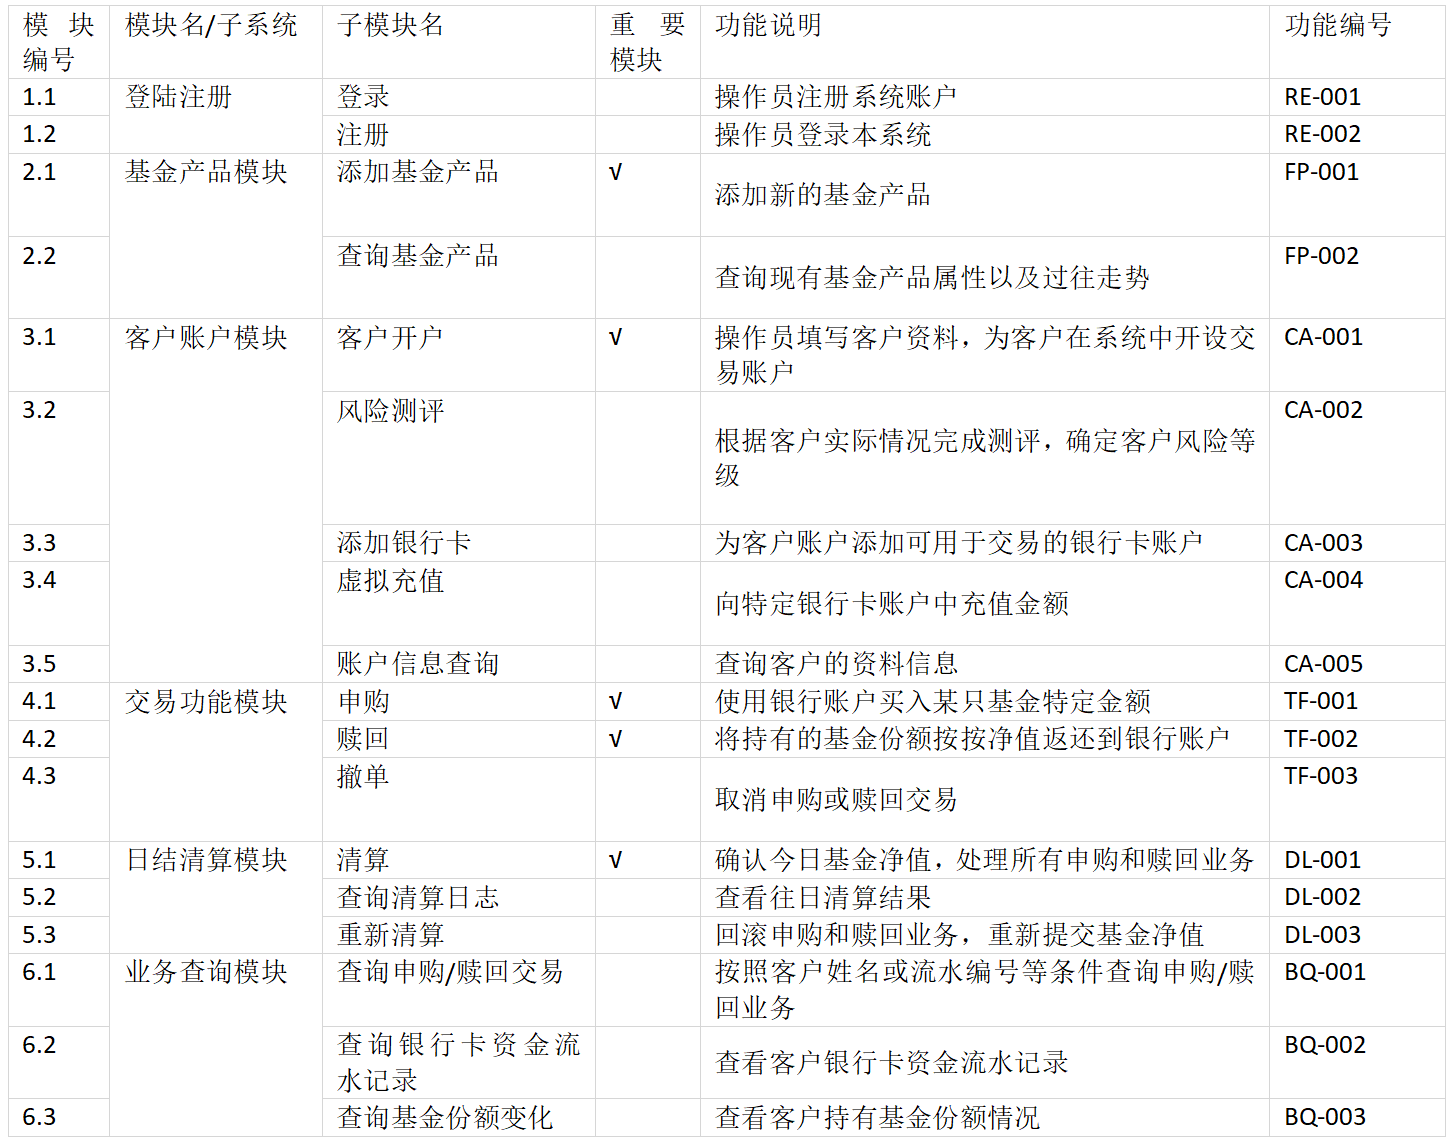 模块 模块名/子系统 子模块名 重要 功能说明 功能编号
编号 模块
1.1 登陆注册 登录 操作员注册系统账户 RE-001
1.2 注册 操作员登录本系统 RE-002
2.1 基金产品模块 添加基金产品 √ 添加新的基金产品 FP-001
2.2 查询基金产品 查询现有基金产品属性以及过往走势 FP-002
3.1 客户账户模块 客户开户 √ 操作员填写客户资料，为客户在系统中开设交 CA-001
易账户
3.2 风险测评 根据客户实际情况完成测评，确定客户风险等 CA-002
级
3.3 添加银行卡 为客户账户添加可用于交易的银行卡账户 CA-003
3.4 虚拟充值 向特定银行卡账户中充值金额 CA-004
3.5 账户信息查询 查询客户的资料信息 CA-005
4.1 交易功能模块 申购 √ 使用银行账户买入某只基金特定金额 TF-001
4.2 赎回 √ 将持有的基金份额按按净值返还到银行账户 TF-002
4.3 撤单 取消申购或赎回交易 TF-003
5.1 日结清算模块 清算 √ 确认今日基金净值，处理所有申购和赎回业务 DL-001
5.2 查询清算日志 查看往日清算结果 DL-002
5.3 重新清算 回滚申购和赎回业务，重新提交基金净值 DL-003
6.1 业务查询模块 查询申购/赎回交易 按照客户姓名或流水编号等条件查询申购/赎 BQ-001
回业务
6.2 查询银行卡资金流 查看客户银行卡资金流水记录 BQ-002
水记录
6.3 查询基金份额变化 查看客户持有基金份额情况 BQ-003